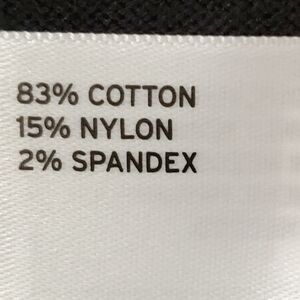 83% COTTON
15% NYLON
2% SPANDEX